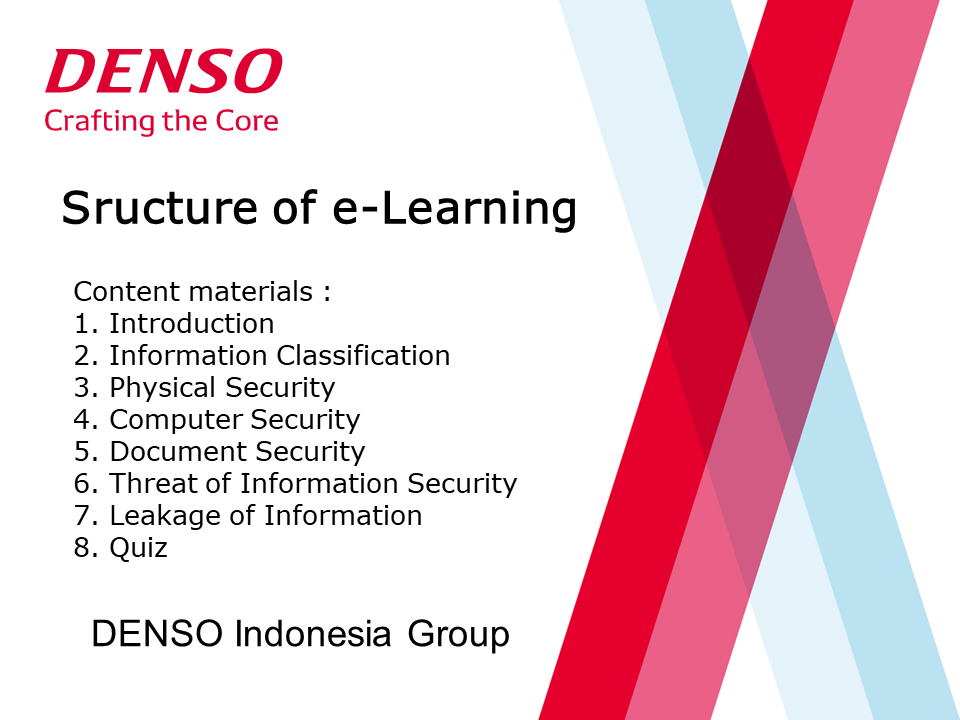 DENSO
Crafting the Core
Sructure of e-Learning
Content materials :
1. Introduction
2. Information Classification
3. Physical Security
4. Computer Security
5. Document Security
6. Threat of Information Security
7. Leakage of Information
8. Quiz
DENSO Indonesia Group